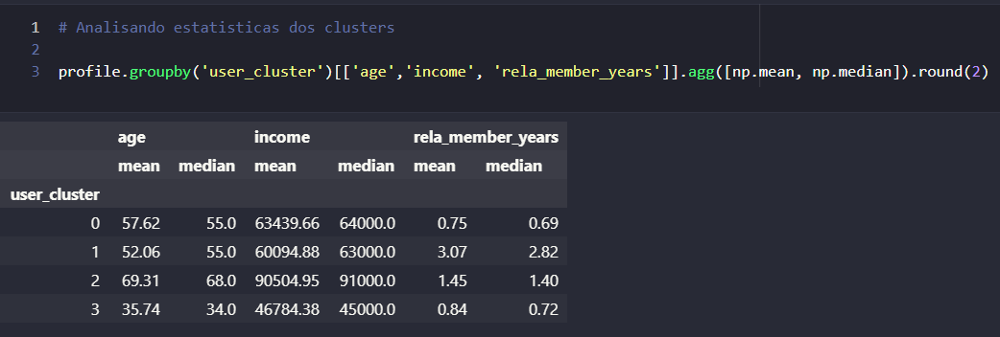 1 # Analisando estatisticas dos clusters
2
3 profile.groupby('user_cluster')[['age','income', 'rela_member_years']].agg([np.mean, np.median]).round(2)
age income rela_member_years
mean median mean median mean median
user_cluster
0 57.62 55.0 63439.66 64000.0 0.75 0.69
1 52.06 55.0 60094.88 63000.0 3.07 2.82
2 69.31 68.0 90504.95 91000.0 1.45 1.40
3 35.74 34.0 46784.38 45000.0 0.84 0.72